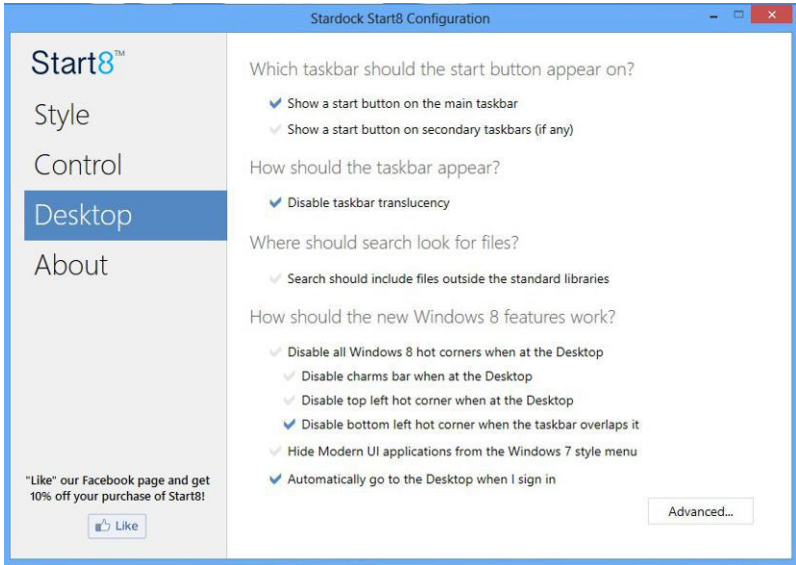 Stardock Start8 Configuration
Start8™
Style
Control
Desktop
About
"Like" our Facebook page and get
10% off your purchase of Start8!
Like
Which taskbar should the start button appear on?
Show a start button on the main taskbar
Show a start button on secondary taskbars (if any)
How should the taskbar appear?
Disable taskbar translucency
Where should search look for files?
Search should include files outside the standard libraries
How should the new Windows 8 features work?
Disable all Windows 8 hot corners when at the Desktop
Disable charms bar when at the Desktop
Disable top left hot corner when at the Desktop
Disable bottom left hot corner when the taskbar overlaps it
Hide Modern UI applications from the Windows 7 style menu
Automatically go to the Desktop when I sign in
Advanced...